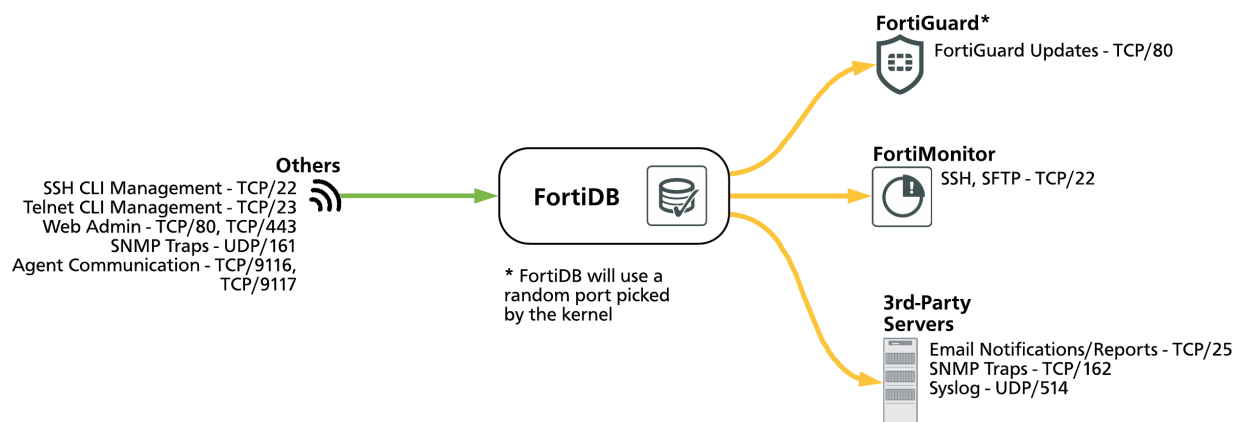 Others
SSH CLI Management - TCP/22
Telnet CLI Management - TCP/23
Web Admin - TCP/80, TCP/443
SNMP Traps - UDP/161
Agent Communication - TCP/9116,
TCP/9117
FortiDB
* FortiDB will use a
random port picked
by the kernel
FortiGuard*
FortiGuard Updates - TCP/80
FortiMonitor
SSH, SFTP - TCP/22
3rd-Party
Servers
Email Notifications/Reports - TCP/25
SNMP Traps - TCP/162
Syslog - UDP/514